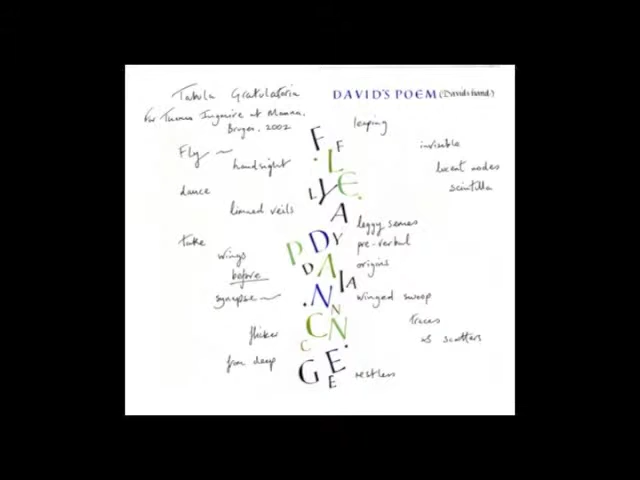 Tabula Gratulatoria
DAVID'S POEM (David's hand)
For Thomas Ingmire at
Bruges, 2002
leaping
Fly
invisible
handsight
lucent nodes
scintilla
dance
limned veils
leggy senses
take
pre-verbal
wings
origins
before
synapse
winged swoop
traces
flicker
as scatters
from deep
restless
F
F
L
L Y E
A
P D Y
D A I A
N N
C N
C
G E
E